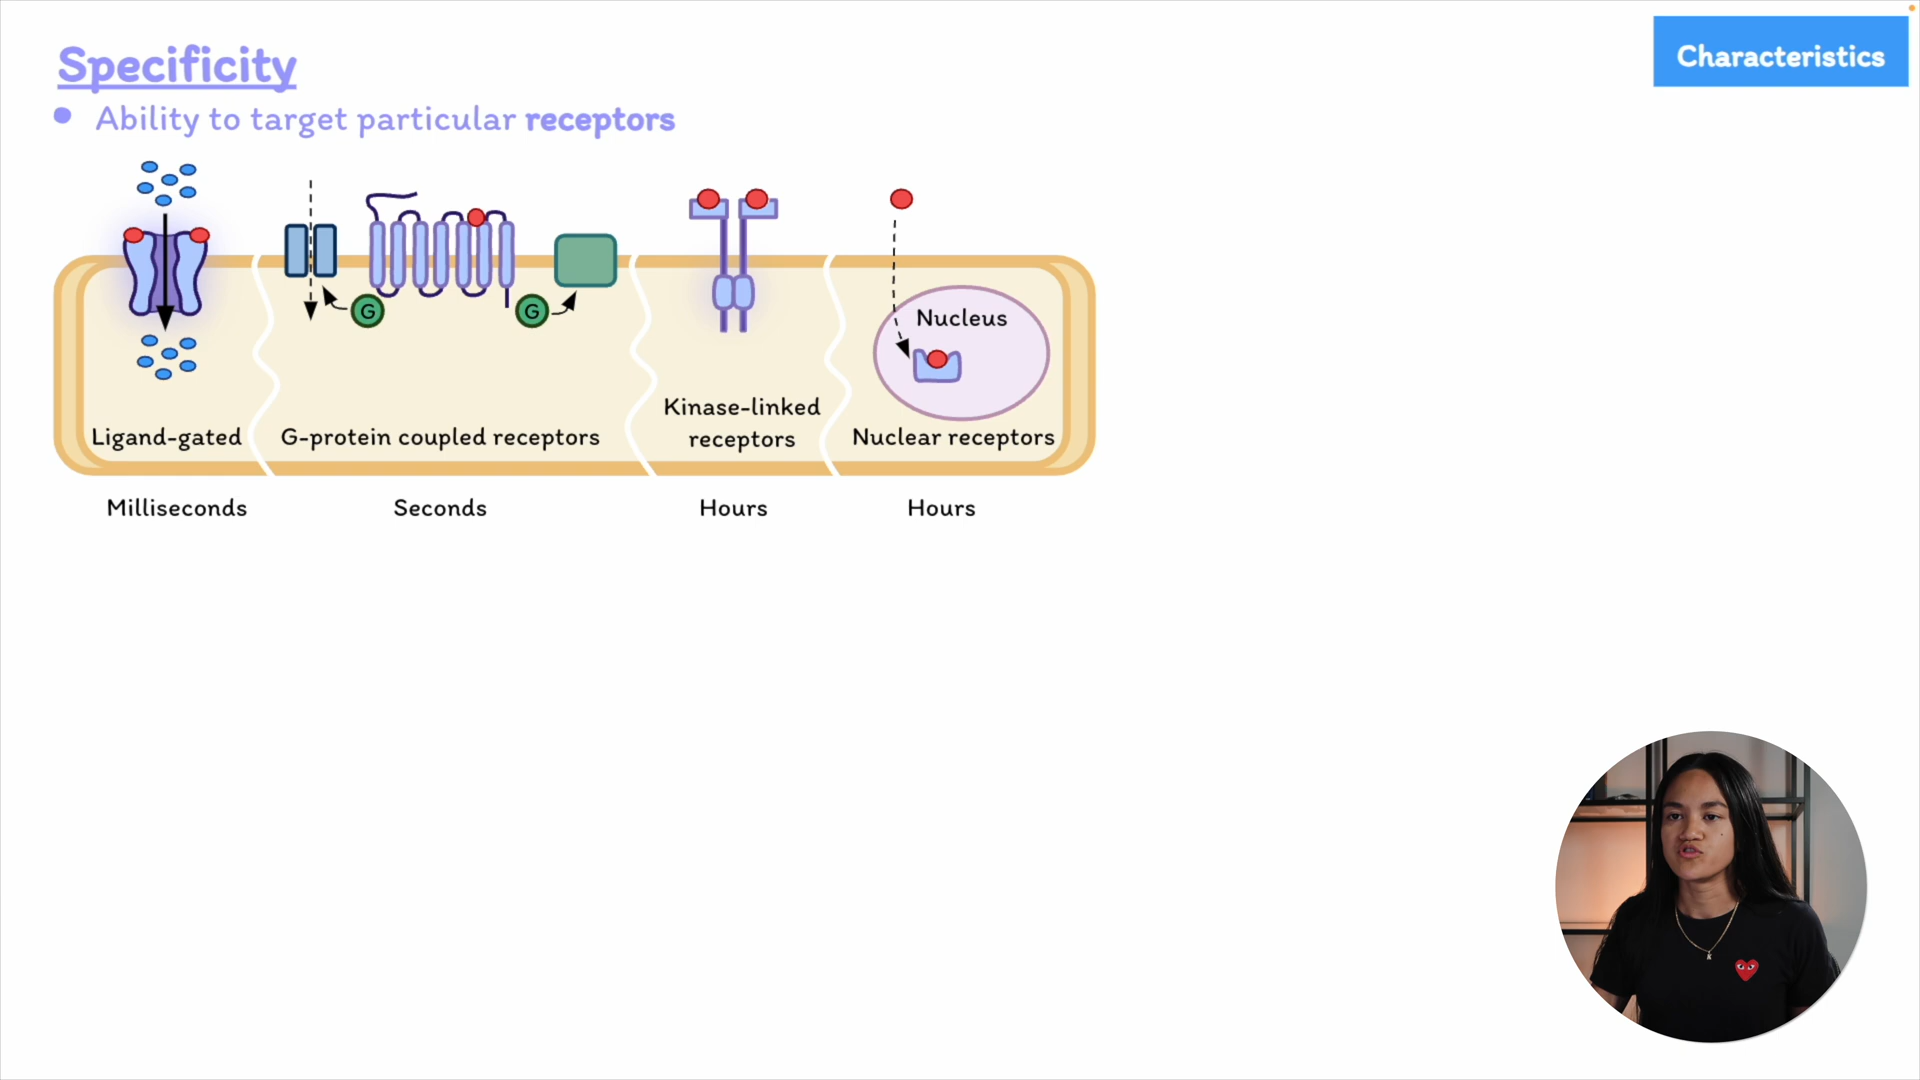 Specificity
Characteristics
• Ability to target particular receptors
G
G
Nucleus
Ligand-gated
G-protein coupled receptors
Kinase-linked
receptors
Nuclear receptors
Milliseconds
Seconds
Hours
Hours